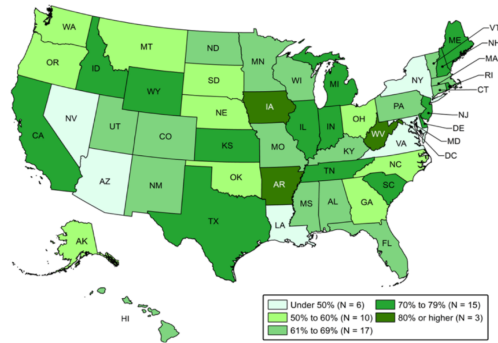 WA
MT
ND
MN
VT
ME
NH
OR
ID
SD
WI
MI
NY
MA
WY
RI
CT
NE
IA
PA
NJ
NV
UT
CO
IL
IN
OH
DE
MD
DC
CA
KS
MO
KY
WV
VA
AZ
NM
OK
AR
TN
NC
SC
TX
LA
MS
AL
GA
FL
AK
HI
Under 50% (N = 6)
70% to 79% (N = 15)
50% to 60% (N = 10)
80% or higher (N = 3)
61% to 69% (N = 17)